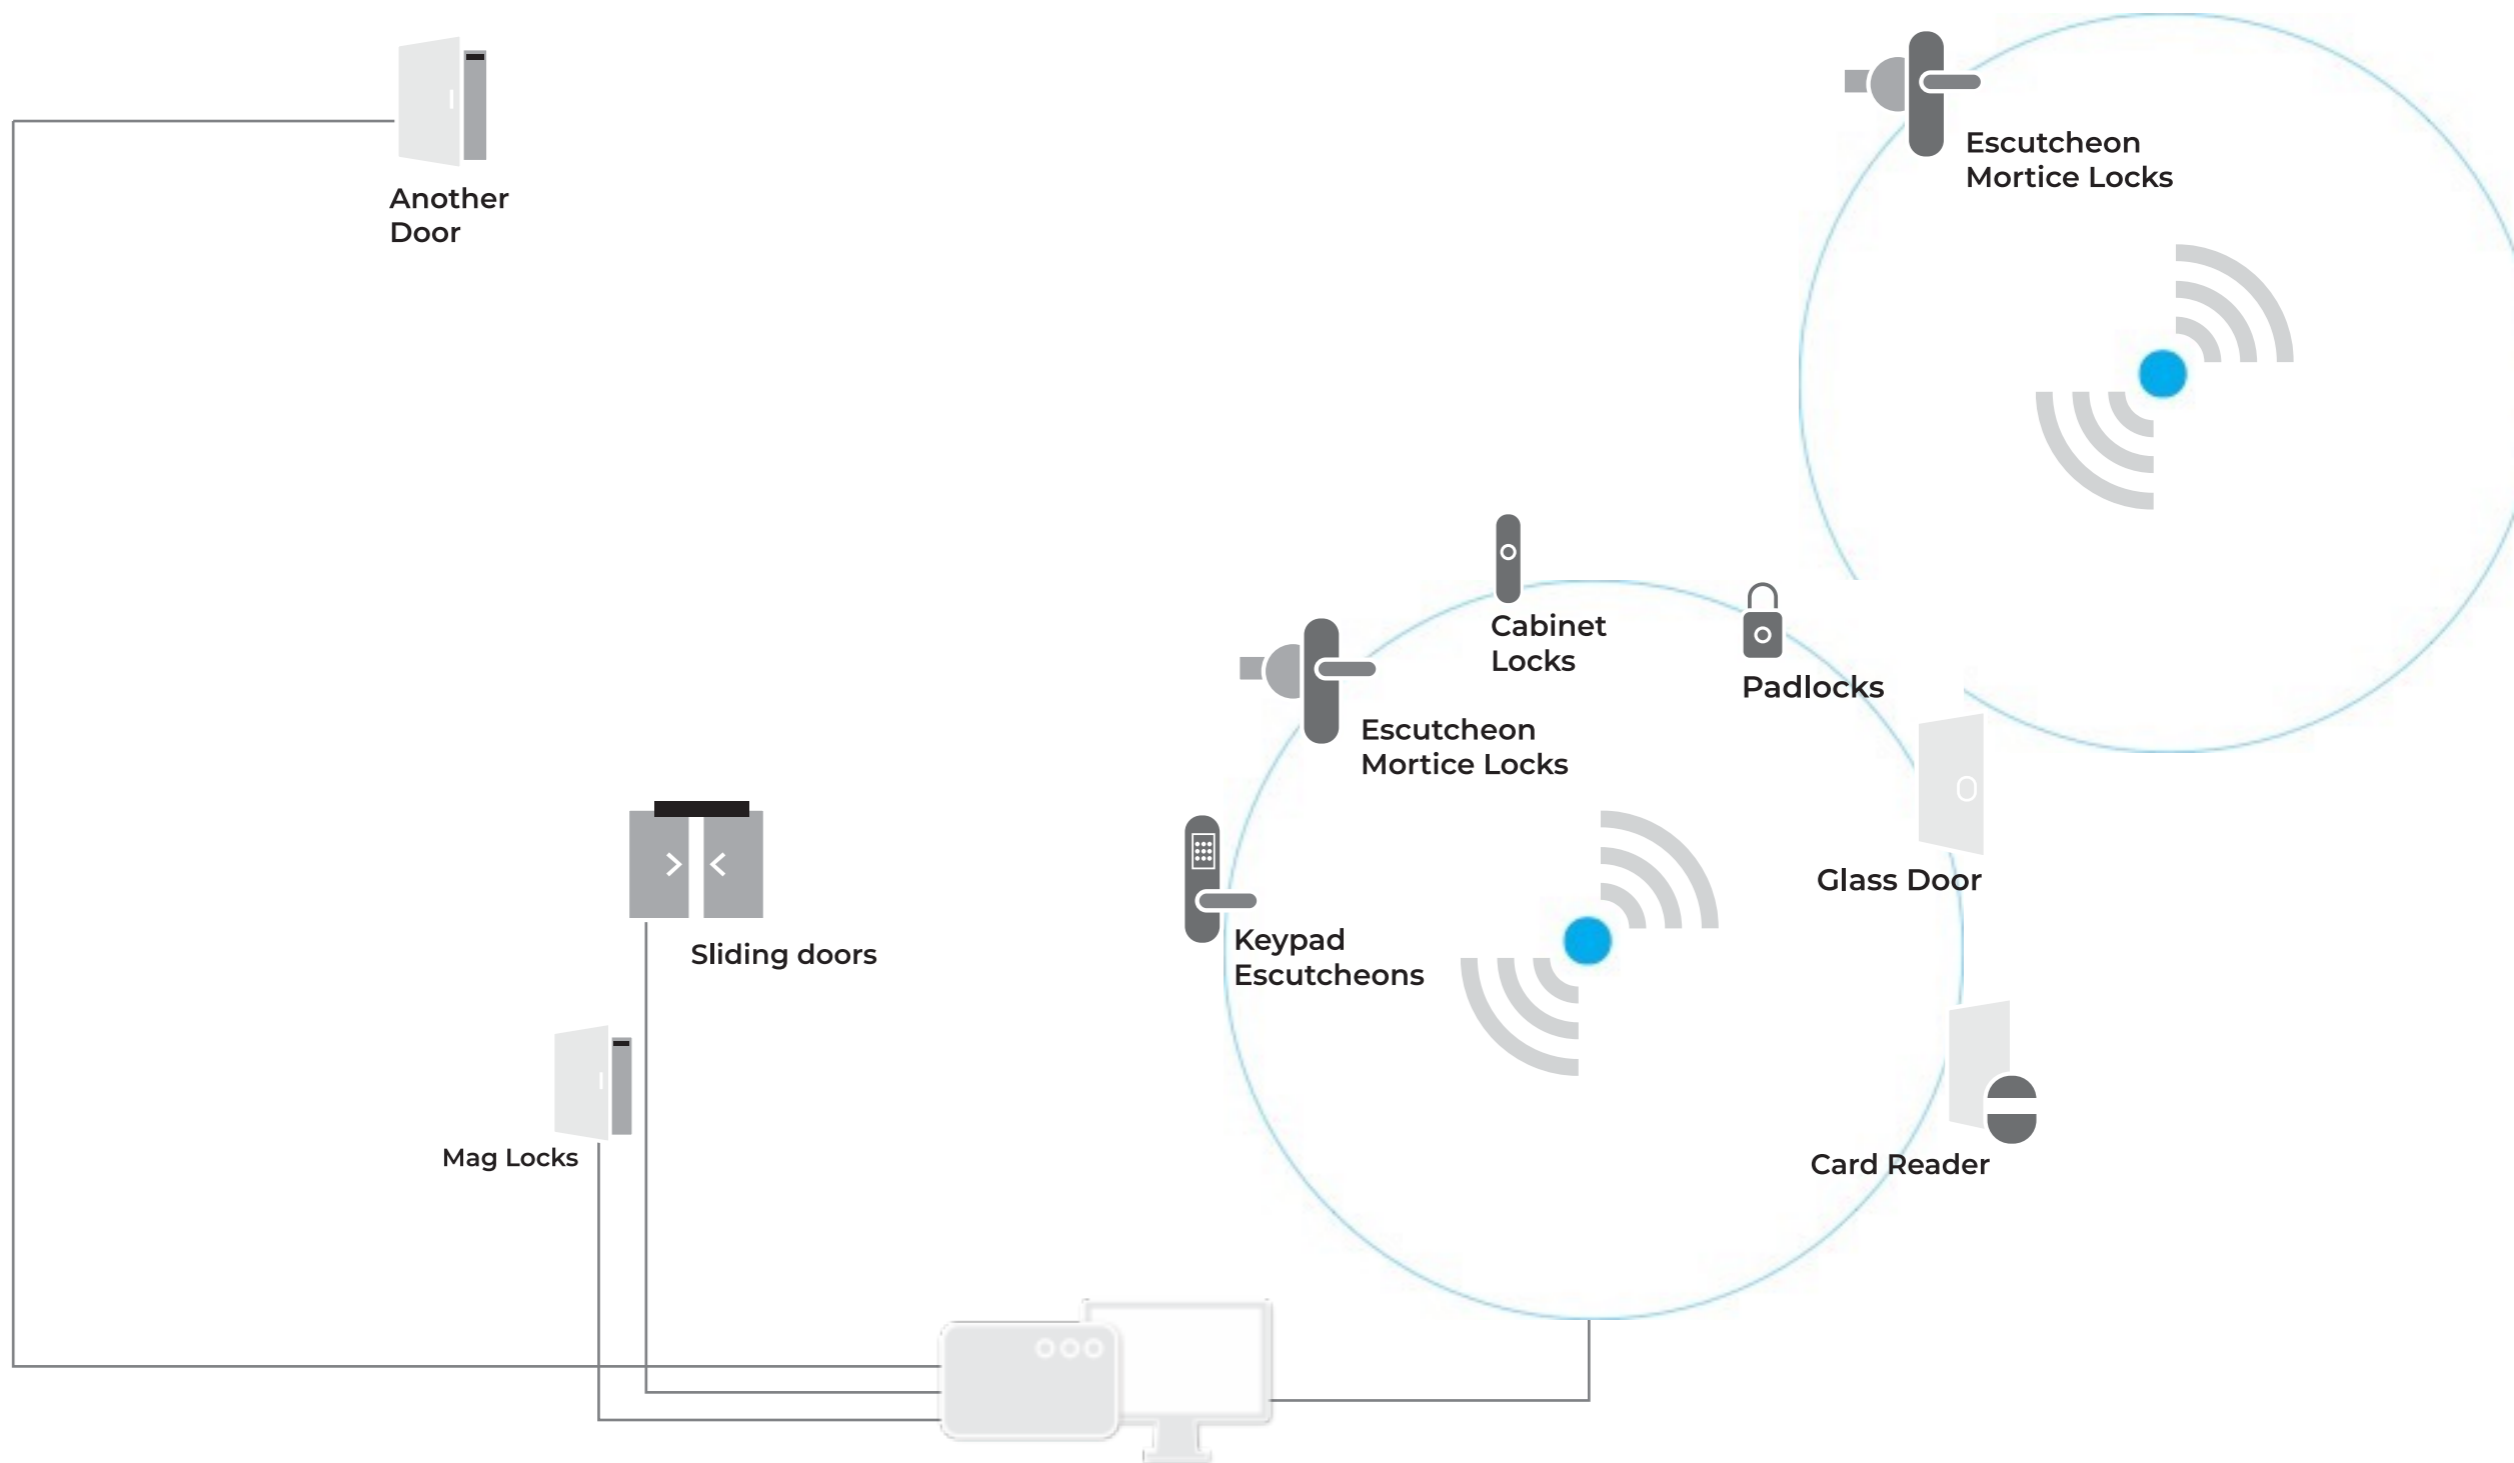 Another
Door
Escutcheon
Mortice Locks
Cabinet
Locks
Padlocks
Escutcheon
Mortice Locks
Glass Door
Keypad
Escutcheons
Sliding doors
Mag Locks
Card Reader